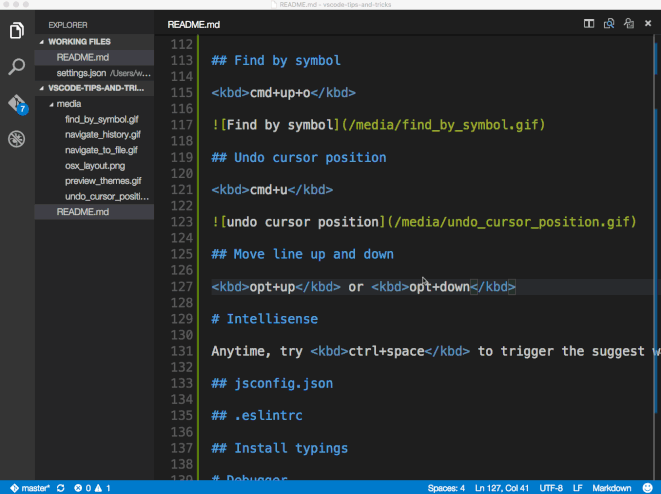 README.md - vscode-tips-and-tricks
EXPLORER
WORKING FILES
README.md
settings.json /Users/w...
VSCODE-TIPS-AND-TRI...
media
find_by_symbol.gif
navigate_history.gif
navigate_to_file.gif
osx_layout.png
preview_themes.gif
undo_cursor_positi...
README.md
7
README.md
112
113 ## Find by symbol
114
115 <kbd>cmd+up+o</kbd>
116
117 ![Find by symbol](/media/find_by_symbol.gif)
118
119 ## Undo cursor position
120
121 <kbd>cmd+u</kbd>
122
123 ![undo cursor position](/media/undo_cursor_position.gif)
124
125 ## Move line up and down
126
127 <kbd>opt+up</kbd> or <kbd>opt+down</kbd>
128
129 # Intellisense
130
131 Anytime, try <kbd>ctrl+space</kbd> to trigger the suggest w
132
133 ## jsconfig.json
134
135 ## .eslintrc
136
137 ## Install typings
138
139 # Debugger
master* 0 1 Spaces: 4 Ln 127, Col 41 UTF-8 LF Markdown